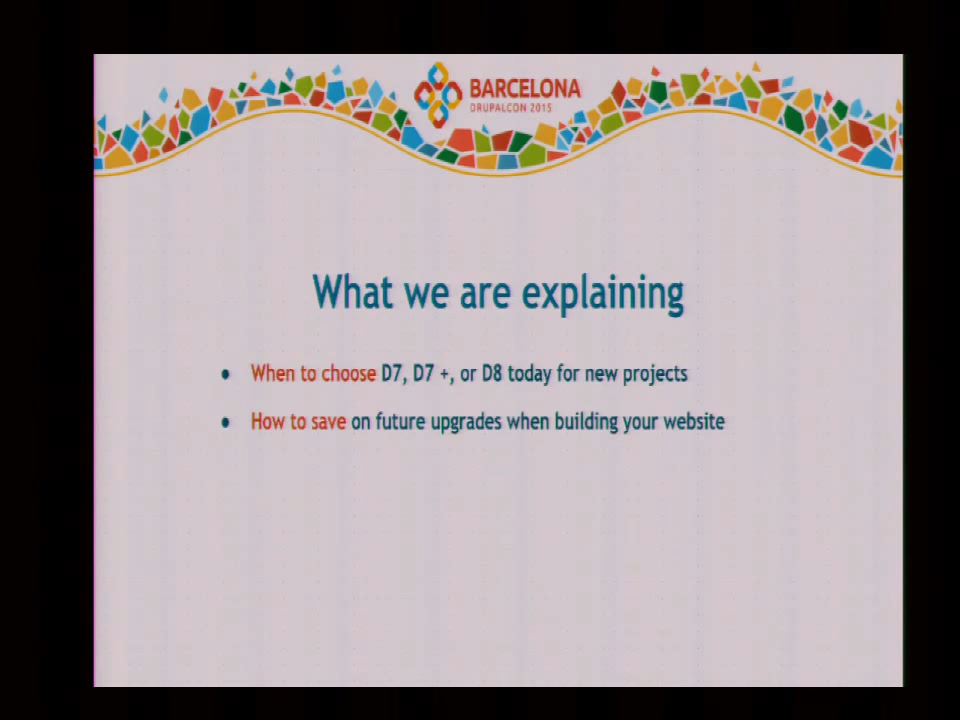 BARCELONA
DRUPALCON 2015
What we are explaining
• When to choose D7, D7 +, or D8 today for new projects
• How to save on future upgrades when building your website